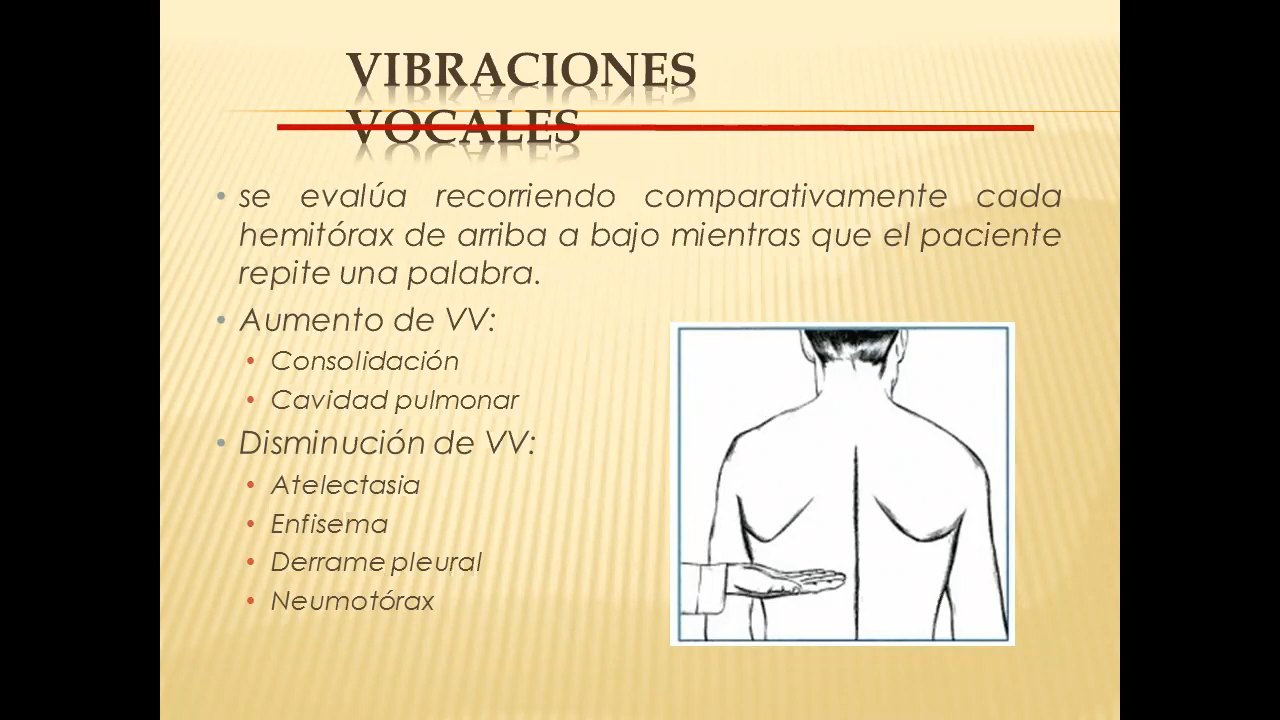 VIBRACIONES
VOCALES
• se evalúa recorriendo comparativamente cada
hemitórax de arriba a bajo mientras que el paciente
repite una palabra.
• Aumento de VV:
• Consolidación
• Cavidad pulmonar
• Disminución de VV:
• Atelectasia
• Enfisema
• Derrame pleural
• Neumotórax